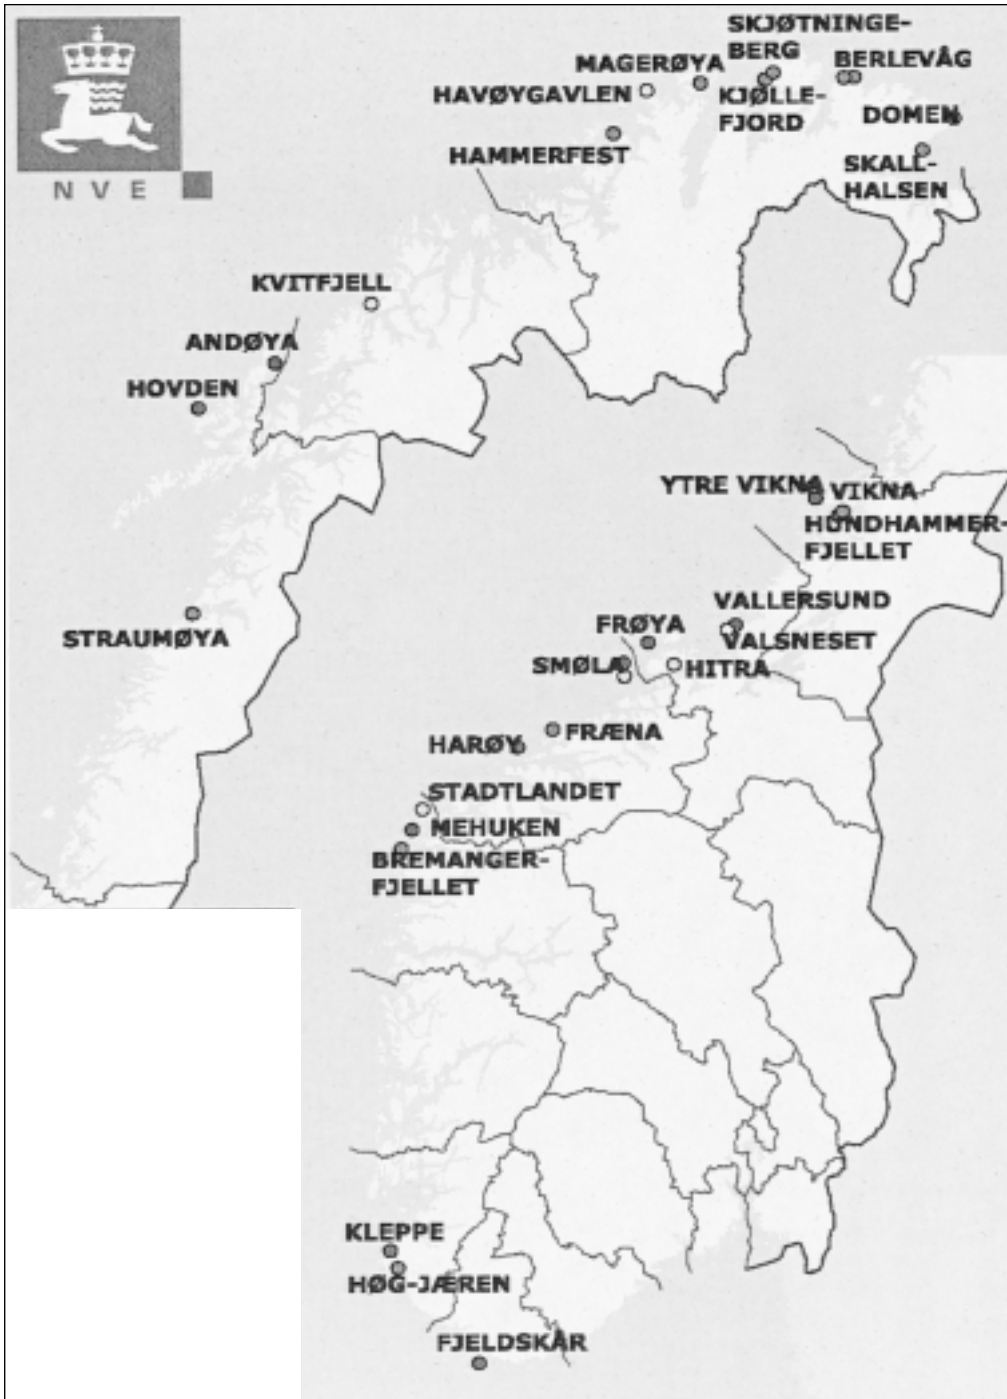 NVE
SKJØTNINGE-
BERG
MAGERØYA
BERLEVÅG
HAVØYGAVLEN
KJØLLE-
FJORD
DOMEN
HAMMERFEST
SKALL-
HALSEN
KVITFJELL
ANDØYA
HOVDEN
YTRE VIKNA
VIKNA
HUNDHAMMER-
FJELLET
VALLERSUND
STRAUMØYA
FRØYA
VALSNESET
SMØLA
HITRA
FRÆNA
HARØY
STADTLANDET
MEHUKEN
BREMANGER-
FJELLET
KLEPPE
HØG-JÆREN
FJELDSKÅR